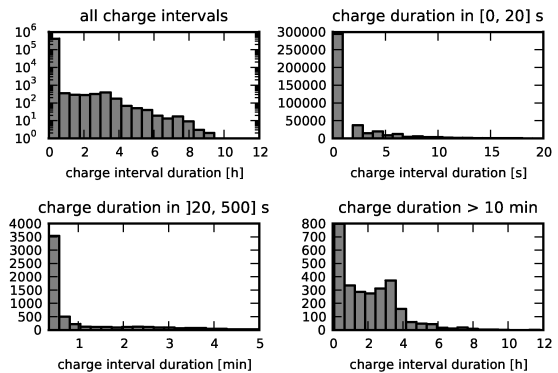 all charge intervals
10^6
10^5
10^4
10^3
10^2
10^1
10^0
0 2 4 6 8 10 12
charge interval duration [h]
charge duration in [0, 20] s
300000
250000
200000
150000
100000
50000
0
0 5 10 15 20
charge interval duration [s]
charge duration in ]20, 500] s
4000
3500
3000
2500
2000
1500
1000
500
0
1 2 3 4 5
charge interval duration [min]
charge duration > 10 min
800
700
600
500
400
300
200
100
0
0 2 4 6 8 10 12
charge interval duration [h]